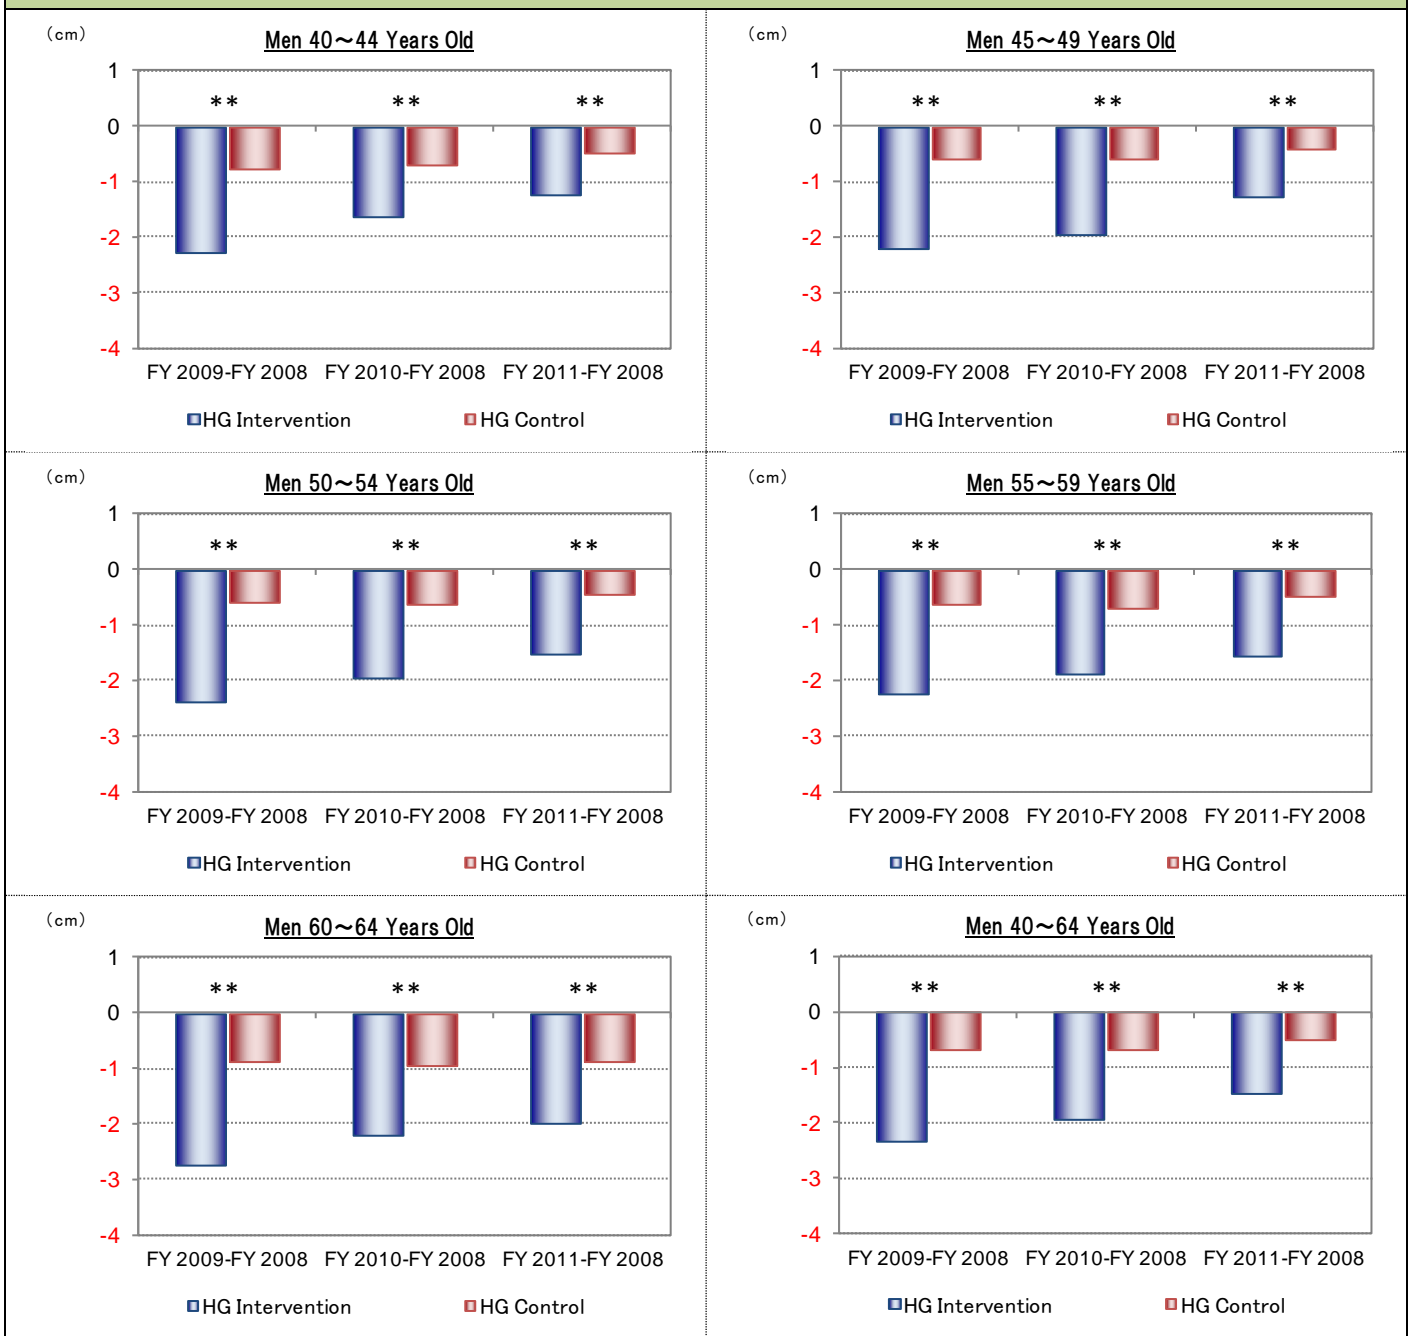 (cm)
Men 40～44 Years Old
1
** ** **
0
-1
-2
-3
-4
FY 2009-FY 2008 FY 2010-FY 2008 FY 2011-FY 2008
HG Intervention HG Control
(cm)
Men 45～49 Years Old
1
** ** **
0
-1
-2
-3
-4
FY 2009-FY 2008 FY 2010-FY 2008 FY 2011-FY 2008
HG Intervention HG Control
(cm)
Men 50～54 Years Old
1
** ** **
0
-1
-2
-3
-4
FY 2009-FY 2008 FY 2010-FY 2008 FY 2011-FY 2008
HG Intervention HG Control
(cm)
Men 55～59 Years Old
1
** ** **
0
-1
-2
-3
-4
FY 2009-FY 2008 FY 2010-FY 2008 FY 2011-FY 2008
HG Intervention HG Control
(cm)
Men 60～64 Years Old
1
** ** **
0
-1
-2
-3
-4
FY 2009-FY 2008 FY 2010-FY 2008 FY 2011-FY 2008
HG Intervention HG Control
(cm)
Men 40～64 Years Old
1
** ** **
0
-1
-2
-3
-4
FY 2009-FY 2008 FY 2010-FY 2008 FY 2011-FY 2008
HG Intervention HG Control